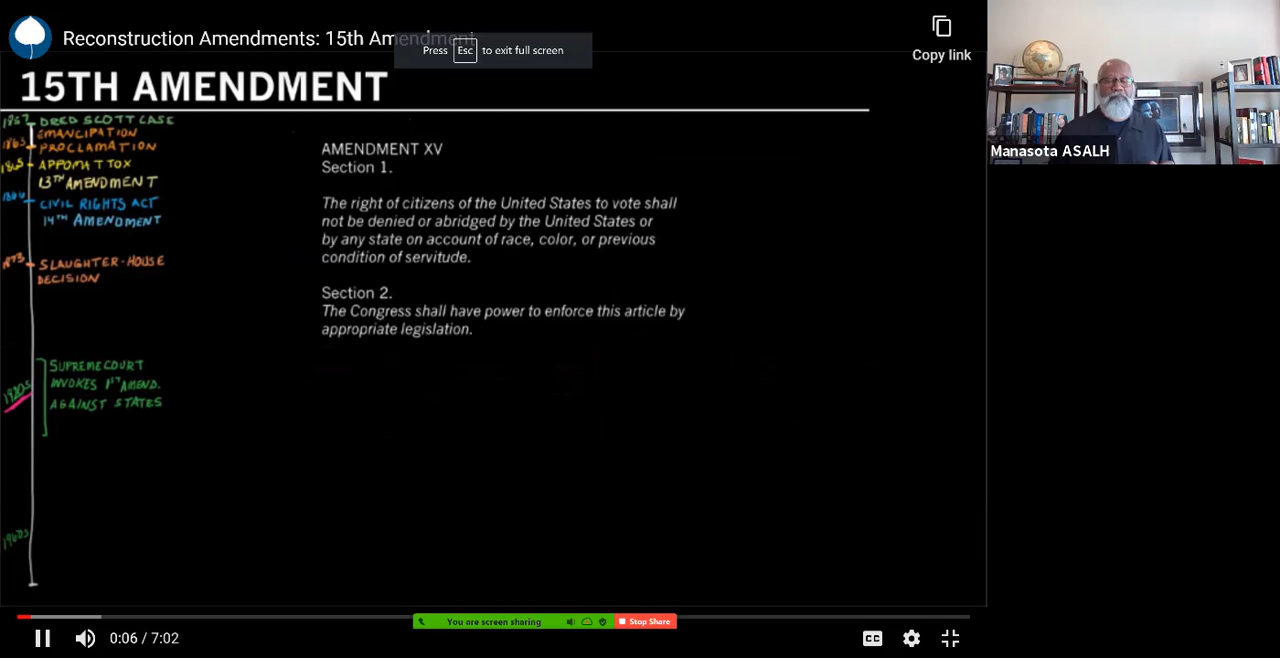 Reconstruction Amendments: 15th Amendment
Press Esc to exit full screen
Copy link
15TH AMENDMENT
1857 DRED SCOTT CASE
EMANCIPATION
1863 PROCLAMATION
1865 APPOMATTOX
13TH AMENDMENT
1866 CIVIL RIGHTS ACT
14TH AMENDMENT
1873 SLAUGHTER-HOUSE
DECISION
SUPREME COURT
1920s INVOKES 1ST AMEND.
AGAINST STATES
1960s
AMENDMENT XV
Section 1.
The right of citizens of the United States to vote shall
not be denied or abridged by the United States or
by any state on account of race, color, or previous
condition of servitude.
Section 2.
The Congress shall have power to enforce this article by
appropriate legislation.
Manasota ASALH
You are screen sharing Stop Share
0:06 / 7:02
CC